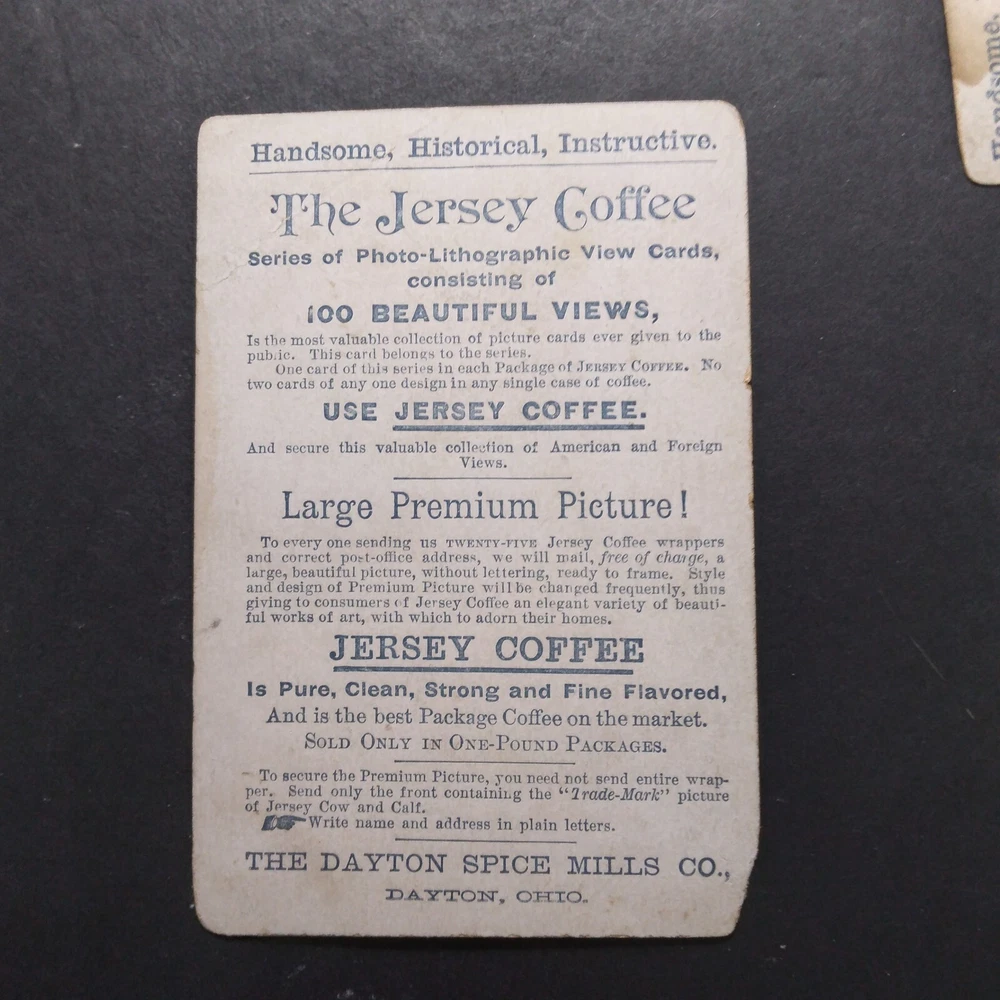 Handsome, Historical, Instructive.
The Jersey Coffee
Series of Photo-Lithographic View Cards,
consisting of
100 BEAUTIFUL VIEWS,
Is the most valuable collection of picture cards ever given to the
public. This card belongs to the series.
One card of this series in each Package of JERSEY COFFEE. No
two cards of any one design in any single case of coffee.
USE JERSEY COFFEE.
And secure this valuable collection of American and Foreign
Views.
Large Premium Picture!
To every one sending us TWENTY-FIVE Jersey Coffee wrappers
and correct post-office address, we will mail, free of charge, a
large, beautiful picture, without lettering, ready to frame. Style
and design of Premium Picture will be changed frequently, thus
giving to consumers of Jersey Coffee an elegant variety of beauti-
ful works of art, with which to adorn their homes.
JERSEY COFFEE
Is Pure, Clean, Strong and Fine Flavored,
And is the best Package Coffee on the market.
SOLD ONLY IN ONE-POUND PACKAGES.
To secure the Premium Picture, you need not send entire wrap-
per. Send only the front containing the "Trade-Mark" picture
of Jersey Cow and Calf.
Write name and address in plain letters.
THE DAYTON SPICE MILLS CO.,
DAYTON, OHIO.
Handsome,